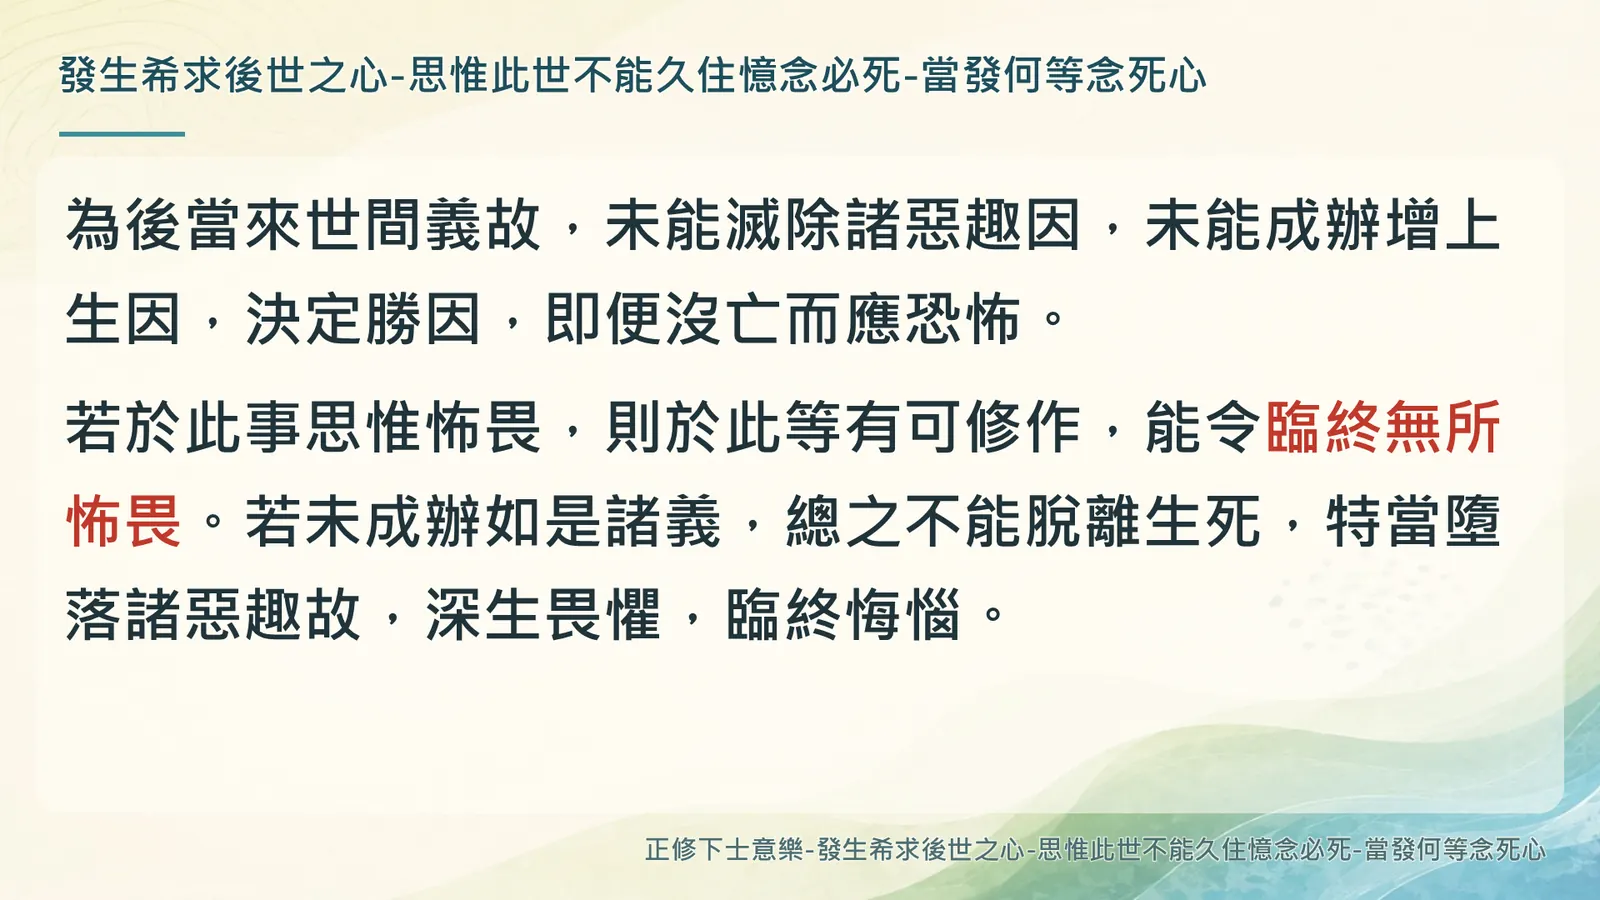 發生希求後世之心-思惟此世不能久住憶念必死-當發何等念死心
為後當來世間義故，未能滅除諸惡趣因，未能成辦增上
生因，決定勝因，即便沒亡而應恐怖。
若於此事思惟怖畏，則於此等有可修作，能令臨終無所
怖畏。若未成辦如是諸義，總之不能脫離生死，特當墮
落諸惡趣故，深生畏懼，臨終悔惱。
正修下士意樂-發生希求後世之心-思惟此世不能久住憶念必死-當發何等念死心